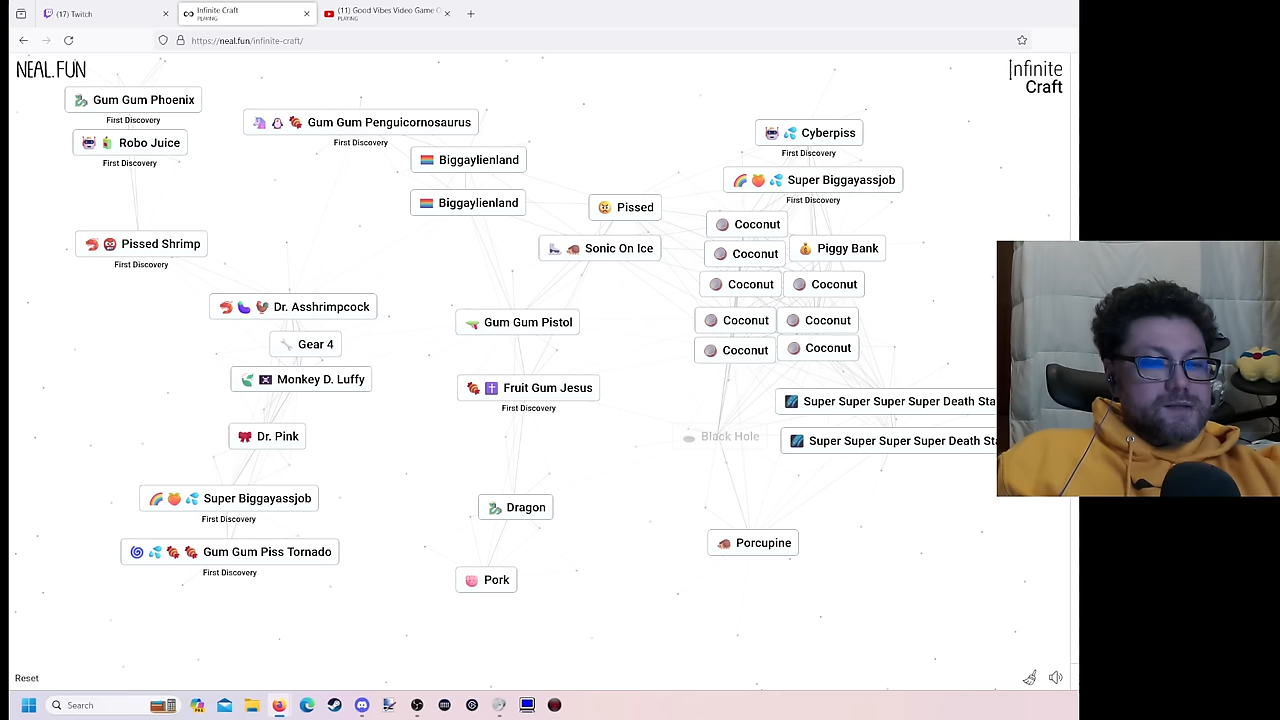 (17) Twitch
Infinite Craft
PLAYING
(11) Good Vibes Video Game
PLAYING
https://neal.fun/infinite-craft/
NEAL.FUN
Infinite
Craft
Gum Gum Phoenix
First Discovery
Robo Juice
First Discovery
Gum Gum Penguicornosaurus
First Discovery
Biggaylienland
Biggaylienland
Cyberpiss
First Discovery
Super Biggayassjob
First Discovery
Pissed
Coconut
Pissed Shrimp
First Discovery
Sonic On Ice
Coconut
Piggy Bank
Coconut
Coconut
Dr. Asshrimpcock
Gum Gum Pistol
Coconut
Coconut
Gear 4
Coconut
Coconut
Monkey D. Luffy
Fruit Gum Jesus
First Discovery
Super Super Super Super Death
Dr. Pink
Black Hole
Super Super Super Super Death
Super Biggayassjob
First Discovery
Dragon
Gum Gum Piss Tornado
First Discovery
Porcupine
Pork
Reset
Search